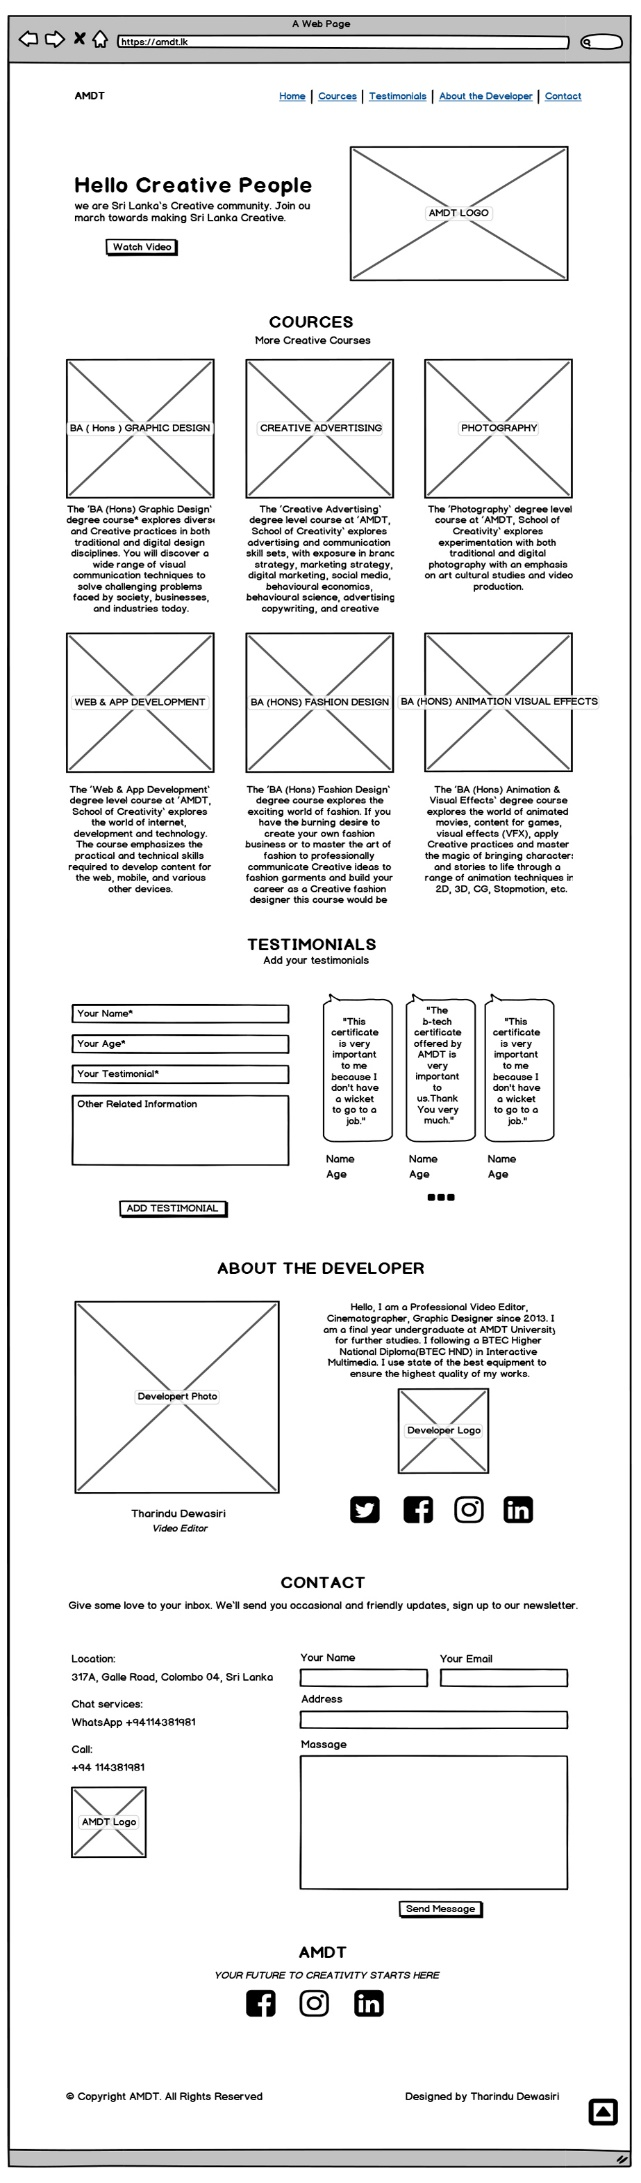 A Web Page
https://amdt.lk
AMDT
Home | Cources | Testimonials | About the Developer | Contact
Hello Creative People
we are Sri Lanka's Creative community. Join ou
march towards making Sri Lanka Creative.
Watch Video
AMDT LOGO
COURCES
More Creative Courses
BA ( Hons ) GRAPHIC DESIGN
The 'BA (Hons) Graphic Design'
degree course* explores diverse
and Creative practices in both
traditional and digital design
disciplines. You will discover a
wide range of visual
communication techniques to
solve challenging problems
faced by society, businesses,
and industries today.
CREATIVE ADVERTISING
The 'Creative Advertising'
degree level course at 'AMDT,
School of Creativity' explores
advertising and communication
skill sets, with exposure in branc
strategy, marketing strategy,
digital marketing, social media,
behavioural economics,
behavioural science, advertising
copywriting, and creative
PHOTOGRAPHY
The 'Photography' degree level
course at 'AMDT, School of
Creativity' explores
experimentation with both
traditional and digital
photography with an emphasis
on art cultural studies and video
production.
WEB & APP DEVELOPMENT
The 'Web & App Development'
degree level course at 'AMDT,
School of Creativity' explores
the world of internet,
development and technology.
The course emphasizes the
practical and technical skills
required to develop content for
the web, mobile, and various
other devices.
BA (HONS) FASHION DESIGN
The 'BA (Hons) Fashion Design'
degree course explores the
exciting world of fashion. If you
have the burning desire to
create your own fashion
business or to master the art of
fashion to professionally
communicate Creative ideas to
fashion garments and build your
career as a Creative fashion
designer this course would be
BA (HONS) ANIMATION VISUAL EFFECTS
The 'BA (Hons) Animation &
Visual Effects' degree course
explores the world of animated
movies, content for games,
visual effects (VFX), apply
Creative practices and master
the magic of bringing characters
and stories to life through a
range of animation techniques in
2D, 3D, CG, Stopmotion, etc.
TESTIMONIALS
Add your testimonials
Your Name*
Your Age*
Your Testimonial*
Other Related Information
ADD TESTIMONIAL
"This
certificate
is very
important
to me
because I
don't have
a wicket
to go to a
job."
Name
Age
"The
b-tech
certificate
offered by
AMDT is
very
important
to
us.Thank
You very
much."
Name
Age
"This
certificate
is very
important
to me
because I
don't have
a wicket
to go to a
job."
Name
Age
ABOUT THE DEVELOPER
Developert Photo
Tharindu Dewasiri
Video Editor
Hello, I am a Professional Video Editor,
Cinematographer, Graphic Designer since 2013. I
am a final year undergraduate at AMDT University
for further studies. I following a BTEC Higher
National Diploma(BTEC HND) in Interactive
Multimedia. I use state of the best equipment to
ensure the highest quality of my works.
Developer Logo
CONTACT
Give some love to your inbox. We'll send you occasional and friendly updates, sign up to our newsletter.
Location:
317A, Galle Road, Colombo 04, Sri Lanka
Chat services:
WhatsApp +94114381981
Call:
+94 114381981
AMDT Logo
Your Name
Your Email
Address
Massage
Send Message
AMDT
YOUR FUTURE TO CREATIVITY STARTS HERE
© Copyright AMDT. All Rights Reserved
Designed by Tharindu Dewasiri